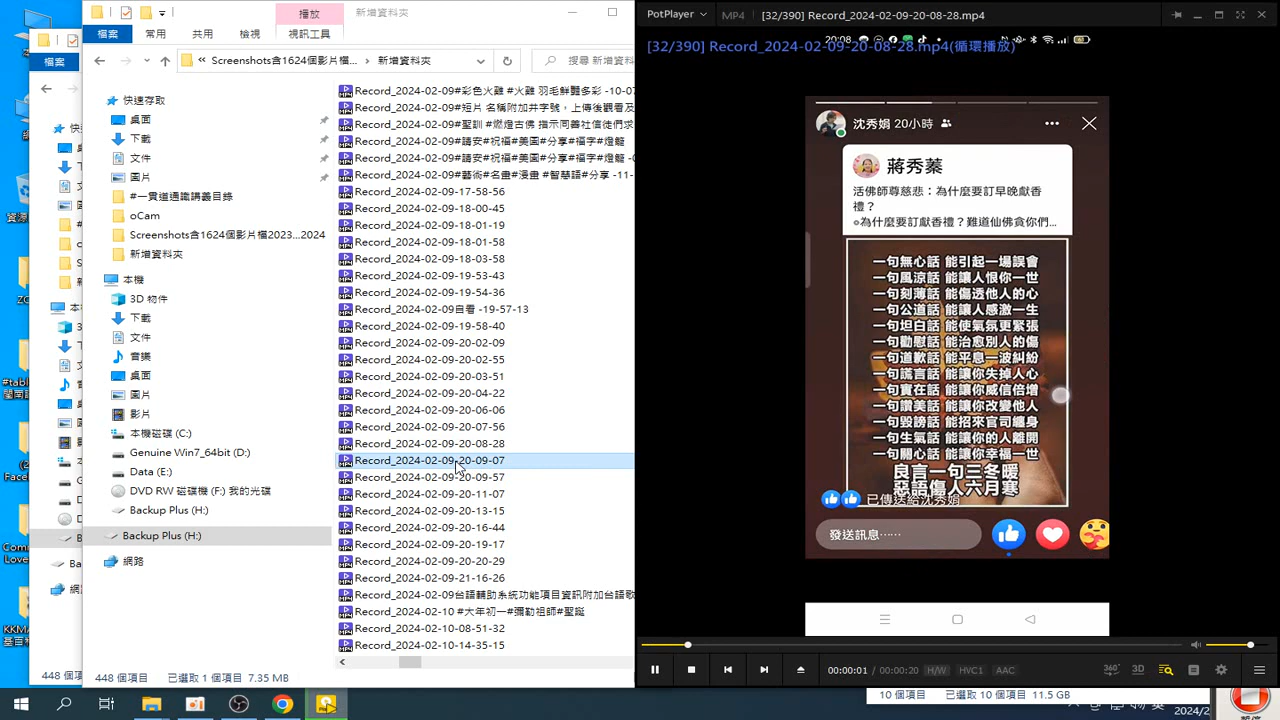 播放
新增資料夾
檔案
常用
共用
檢視
視訊工具
檔案
« Screenshots含1624個影片檔... › 新增資料夾
搜尋 新增資料
快速存取
桌面
下載
文件
圖片
#一貫道通識講義目錄
oCam
Screenshots含1624個影片檔2023...2024
新增資料夾
本機
3D 物件
下載
文件
音樂
桌面
圖片
影片
本機磁碟 (C:)
Genuine Win7_64bit (D:)
Data (E:)
DVD RW 磁碟機 (F:) 我的光碟
Backup Plus (H:)
Backup Plus (H:)
網路
448 個項目
448 個項目
已選取 1 個項目 7.35 MB
Record_2024-02-09#彩色火雞 #火雞 羽毛鮮豔多彩 -10-07
Record_2024-02-09#短片 名稱附加井字號，上傳後觀看及
Record_2024-02-09#聖訓 #燃燈古佛 指示同善社信徒們求
Record_2024-02-09#請安#祝福#美圖#分享#福字#燈籠
Record_2024-02-09#請安#祝福#美圖#分享#福字#燈籠
Record_2024-02-09#藝術#名畫#漫畫 #智慧語#分享 -11-
Record_2024-02-09-17-58-56
Record_2024-02-09-18-00-45
Record_2024-02-09-18-01-19
Record_2024-02-09-18-01-58
Record_2024-02-09-18-03-58
Record_2024-02-09-19-53-43
Record_2024-02-09-19-54-36
Record_2024-02-09自看 -19-57-13
Record_2024-02-09-19-58-40
Record_2024-02-09-20-02-09
Record_2024-02-09-20-02-55
Record_2024-02-09-20-03-51
Record_2024-02-09-20-04-22
Record_2024-02-09-20-06-06
Record_2024-02-09-20-07-56
Record_2024-02-09-20-08-28
Record_2024-02-09-20-09-07
Record_2024-02-09-20-09-57
Record_2024-02-09-20-11-07
Record_2024-02-09-20-13-15
Record_2024-02-09-20-16-44
Record_2024-02-09-20-19-17
Record_2024-02-09-20-20-29
Record_2024-02-09-21-16-26
Record_2024-02-09台語輔助系統功能項目資訊附加台語歌
Record_2024-02-10 #大年初一#彌勒祖師#聖誕
Record_2024-02-10-08-51-32
Record_2024-02-10-14-35-15
PotPlayer
MP4
[32/390] Record_2024-02-09-20-08-28.mp4
20:08
[32/390] Record_2024-02-09-20-08-28.mp4(循環播放)
沈秀娟 20小時
蔣秀蓁
活佛師尊慈悲：為什麼要訂早晚獻香
禮？
為什麼要訂獻香禮？難道仙佛貪你們...
一句無心話 能引起一場誤會
一句風涼話 能讓人恨你一世
一句刻薄話 能傷透他人的心
一句公道話 能讓人感激一生
一句坦白話 能使氣氛更緊張
一句勸慰話 能治愈別人的傷
一句道歉話 能平息一波糾紛
一句謊言話 能讓你失掉人心
一句實在話 能讓你威信倍增
一句讚美話 能讓你改變他人
一句毀謗話 能招來官司纏身
一句生氣話 能讓你的人離開
一句關心話 能讓你幸福一世
良言一句三冬暖
惡語傷人六月寒
已傳送給沈秀娟
發送訊息……
00:00:01 / 00:00:20
H/W
HVC1
AAC
360°
3D
10 個項目
已選取 10 個項目 11.5 GB
2024/2